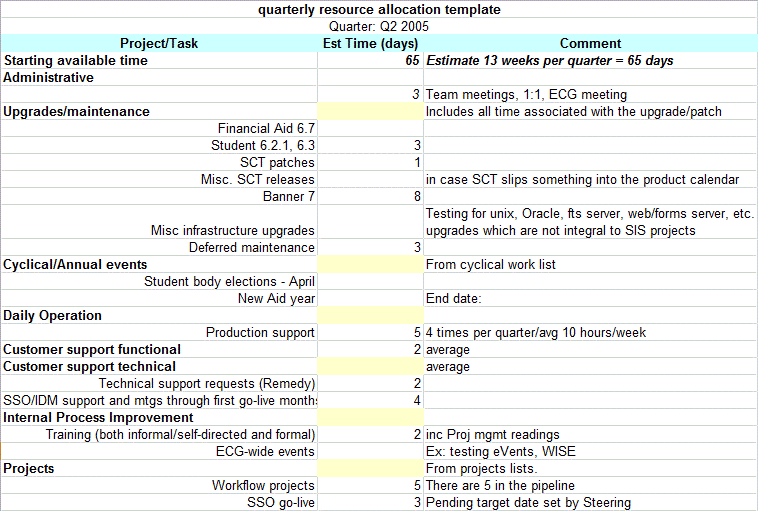 quarterly resource allocation template
Quarter: Q2 2005
Project/Task Est Time (days) Comment
Starting available time 65 Estimate 13 weeks per quarter = 65 days
Administrative
3 Team meetings, 1:1, ECG meeting
Upgrades/maintenance Includes all time associated with the upgrade/patch
Financial Aid 6.7
Student 6.2.1, 6.3 3
SCT patches 1
Misc. SCT releases in case SCT slips something into the product calendar
Banner 7 8
Testing for unix, Oracle, fts server, web/forms server, etc.
Misc infrastructure upgrades upgrades which are not integral to SIS projects
Deferred maintenance 3
Cyclical/Annual events From cyclical work list
Student body elections - April
New Aid year End date:
Daily Operation
Production support 5 4 times per quarter/avg 10 hours/week
Customer support functional 2 average
Customer support technical average
Technical support requests (Remedy) 2
SSO/IDM support and mtgs through first go-live month 4
Internal Process Improvement
Training (both informal/self-directed and formal) 2 inc Proj mgmt readings
ECG-wide events Ex: testing eVents, WISE
Projects From projects lists.
Workflow projects 5 There are 5 in the pipeline
SSO go-live 3 Pending target date set by Steering